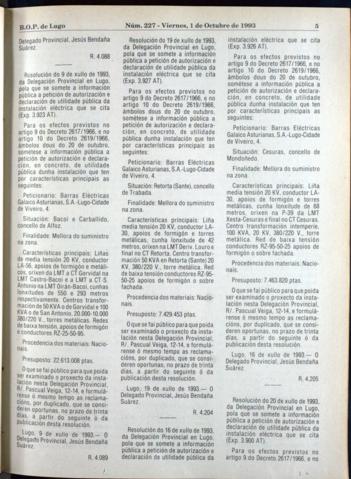 B.O.P. de Lugo
Núm. 227 - Viernes, 1 de Octubre de 1993
5
Delegado Provincial, Jesús Bendaña
Suárez.
R. 4.088
Resolución do 9 de xullo de 1993,
da Delegación Provincial en Lugo,
pola que se somete a información
pública a petición de autorización e
declaración de utilidade pública da
instalación eléctrica que se cita
(Exp. 3.923 AT).
Para os efectos previstos no
artigo 9 do Decreto 2617/1966, e no
artigo 10 do Decreto 2619/1966,
ámbolos dous do 20 de outubro,
sométese a información pública a
petición de autorización e declara-
ción, en concreto, de utilidade
pública dunha instalación que ten
por características principais as
seguintes:
Petricionario: Barras Eléctricas
Galaico Asturianas, S.A. -Lugo-Cidade
de Viveiro, 4.
Situación: Bacoi e Carballido,
concello de Alfoz.
Finalidade: Mellora do suministro
na zona.
Características principais: Liñas
de media tensión 20 KV, conductor
LA-56, apoios de formigón e metáli-
cos, orixen da LMT a CT Gervidal na
LMT Castro-Bacoi e a LMT a CT S.
Antonio na LMT Oirán-Bacoi, cunhas
lonxitudes de 550 e 293 metros
respectivamente. Centros transfor-
mación de 50 KVA o de Gervidal e 100
KVA o de San Antonio, 20.000-10.000
380/220 V., terra metálicas. Redes
de baixa tensión, apoios de formigón
e conductores RZ-25-50-95.
Procedencia dos materiais: Nacio-
nais.
Presuposto: 22.613.008 ptas.
O que se fai público para que poida
ser examinado o proxecto da insta-
lación nesta Delegación Provincial,
R./ Pascual Veiga, 12-14, e formula-
rense ó mesmo tempo as reclama-
cións, por duplicado, que se consi-
deren oportunas, no prazo de trinta
días, a partir do seguinte ó da
publicación desta resolución.
Lugo, 9 de xullo de 1993.— O
Delegado Provincial, Jesús Bendaña
Suárez.
R. 4.089
Resolución do 19 de xullo de 1993,
da Delegación Provincial en Lugo,
pola que se somete a información
pública a petición de autorización e
declaración de utilidade pública da
instalación eléctrica que se cita
(Exp. 3.927 AT).
Para os efectos previstos no
artigo 9 do Decreto 2617/1966, e no
artigo 10 do Decreto 2619/1966,
ámbolos dous do 20 de outubro,
sométese a información pública a
petición de autorización e declara-
ción, en concreto, de utilidade
pública dunha instalación que ten
por características principais as
seguintes:
Peticionario: Barras Eléctricas
Galaico Asturianas, S.A. -Lugo-Cidade
de Viveiro, 4.
Situación: Retorta (Sante), concello
de Trabada.
Finalidade: Mellora do suministro
na zona.
Características principais: Liña
media tensión 20 KV, conductor LA-
30, apoios de formigón e torres
metálicas, cunha lonxitude de 42
metros, orixen na LMT Deriv. Louro e
final no CT Retorta. Centro transfor-
mación 50 KVA en Retorta (Sante) 20
KV, 380/220 V., terra metálica. Rede
de baixa tensión conductores RZ-95-
50-25 apoios de formigón o sobre
fachada.
Procedencia dos materiais: Nacio-
nais.
Presuposto: 7.429.453 ptas.
O que se fai público para que poida
ser examinado o proxecto da insta-
lación nesta Delegación Provincial,
R./ Pascual Veiga, 12-14, e formula-
rense ó mesmo tempo as reclama-
cións, por duplicado, que se consi-
deren oportunas, no prazo de trinta
días, a partir do seguinte ó da
publicación desta resolución.
Lugo, 19 de xullo de 1993.— O
Delegado Provincial, Jesús Bendaña
Suárez.
R. 4.204
Resolución do 16 de xullo de 1993,
da Delegación Provincial en Lugo,
pola que se somete a información
pública a petición de autorización e
declaración de utilidade pública da
instalación eléctrica que se cita
(Exp. 3.926 AT).
Para os efectos previstos no
artigo 9 do Decreto 2617/1966, e no
artigo 10 do Decreto 2619/1966,
ámbolos dous do 20 de outubro,
sométese a información pública a
petición de autorización e declara-
ción, en concreto, de utilidade
pública dunha instalación que ten
por características principais as
seguintes:
Peticionario: Barras Eléctricas
Galaico Asturianas, S.A. -Lugo-Cidade
de Viveiro, 4.
Situación: Cesuras, concello de
Mondoñedo.
Finalidade: Mellora do suministro
na zona.
Características principais: Liña
media tensión 20 KV, conductor LA-
30, apoios de formigón e torres
metálicas, cunha lonxitude de 68
metros, orixen na P-39 da LMT
Xesta-Cesuras e final no CT Cesuras.
Centro transformación intemperie,
100 KVA, 20 KV, 380/220 V., torre
metálica. Red de baixa tensión
conductores RZ-95-50-25 apoios de
formigón o sobre fachada.
Procedencia dos materiais: Nacio-
nais.
Presuposto: 7.463.820 ptas.
O que se fai público para que poida
ser examinado o proxecto da insta-
lación nesta Delegación Provincial,
R./ Pascual Veiga, 12-14, e formula-
rense ó mesmo tempo as reclama-
cións, por duplicado, que se consi-
deren oportunas, no prazo de trinta
días, a partir do seguinte ó da
publicación desta resolución.
Lugo, 16 de xullo de 1993.— O
Delegado Provincial, Jesús Bendaña
Suárez.
R. 4.205
Resolución do 20 de xullo de 1993,
da Delegación Provincial en Lugo,
pola que se somete a información
pública a petición de autorización e
declaración de utilidade pública da
instalación eléctrica que se cita
(Exp. 3.900 AT).
Para os efectos previstos no
artigo 9 do Decreto 2617/1966, e no